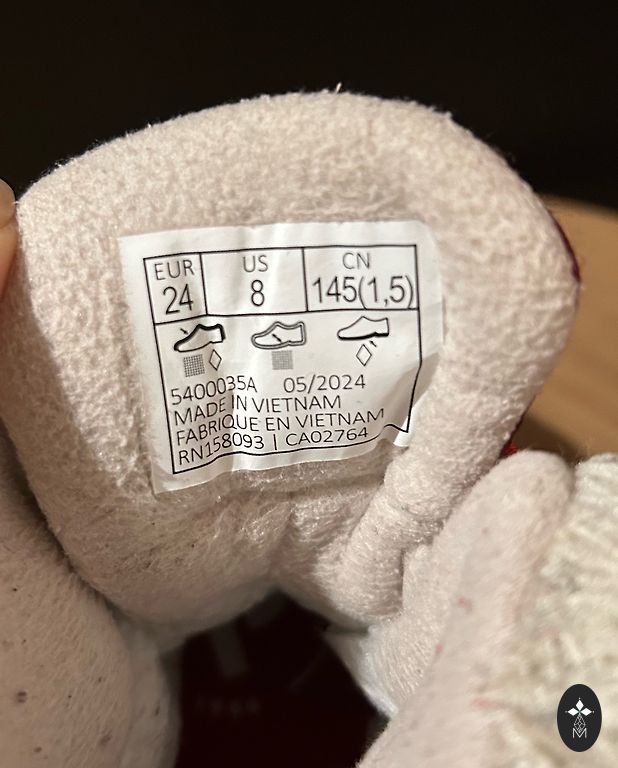 EUR US CN
24 8 145(1,5)
5400035A 05/2024
MADE IN VIETNAM
FABRIQUE EN VIETNAM
RN158093 | CA02764
M